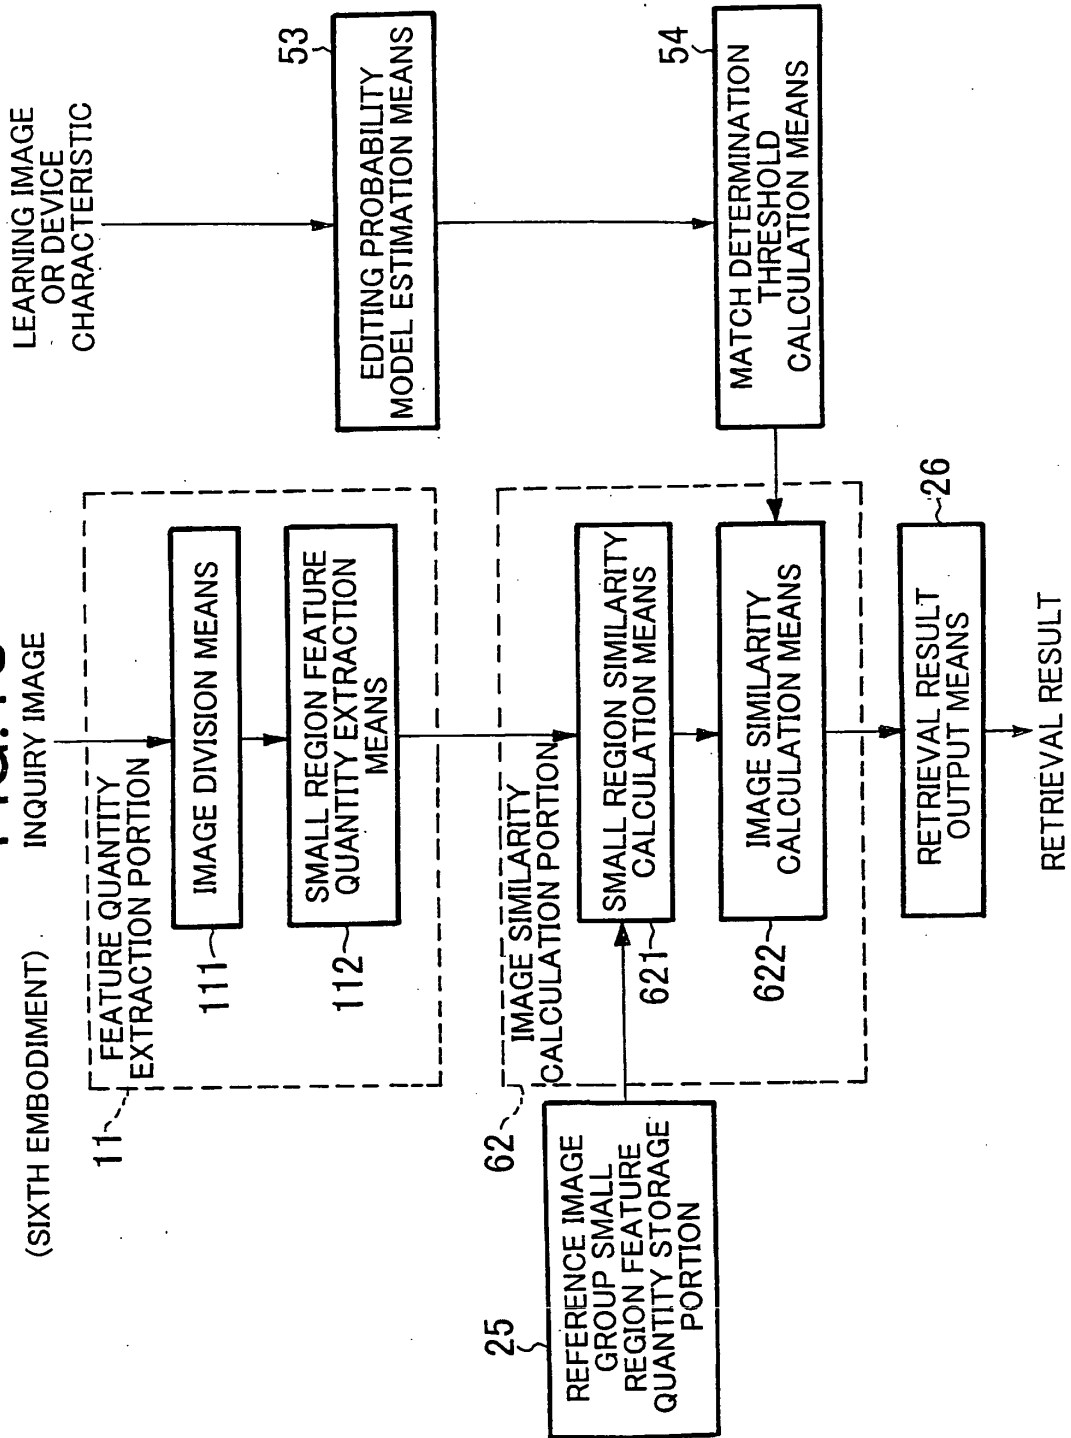 (SIXTH EMBODIMENT)
INQUIRY IMAGE
LEARNING IMAGE
OR DEVICE
CHARACTERISTIC
11
FEATURE QUANTITY
EXTRACTION PORTION
111
IMAGE DIVISION MEANS
112
SMALL REGION FEATURE
QUANTITY EXTRACTION
MEANS
53
EDITING PROBABILITY
MODEL ESTIMATION MEANS
25
REFERENCE IMAGE
GROUP SMALL
REGION FEATURE
QUANTITY STORAGE
PORTION
62
IMAGE SIMILARITY
CALCULATION PORTION
621
SMALL REGION SIMILARITY
CALCULATION MEANS
622
IMAGE SIMILARITY
CALCULATION MEANS
54
MATCH DETERMINATION
THRESHOLD
CALCULATION MEANS
26
RETRIEVAL RESULT
OUTPUT MEANS
RETRIEVAL RESULT